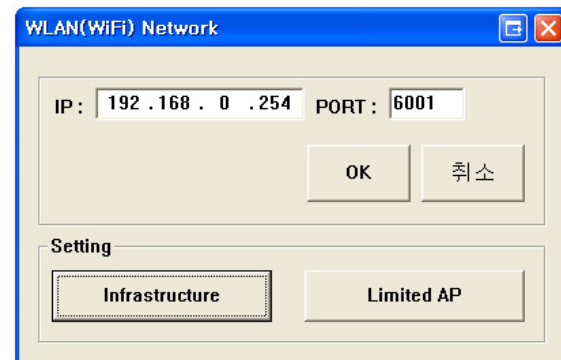 WLAN(WiFi) Network
IP : 192 .168 . 0 .254 PORT : 6001
OK 취소
Setting
Infrastructure Limited AP